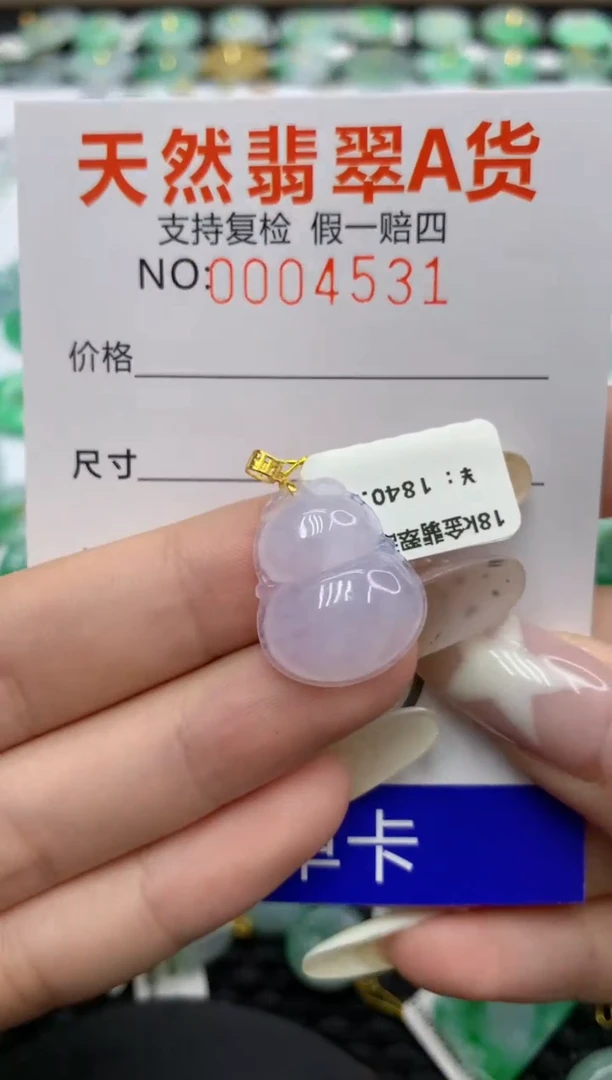 天然翡翠A货
支持复检 假一赔四
NO:0004531
价格
尺寸
18k金翡翠
¥:1840.
卡